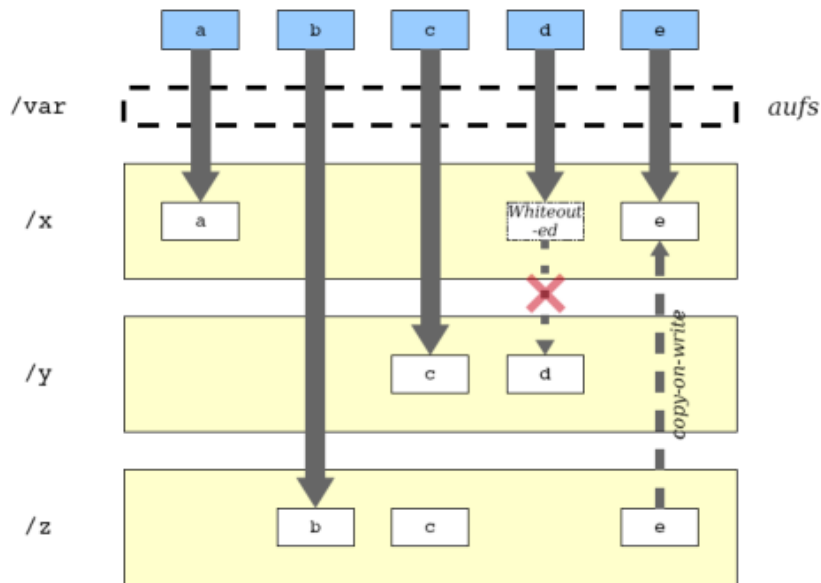 a b c d e
/var aufs
/x
a Whiteout e
-ed
/y
c d
copy-on-write
/z
b c e